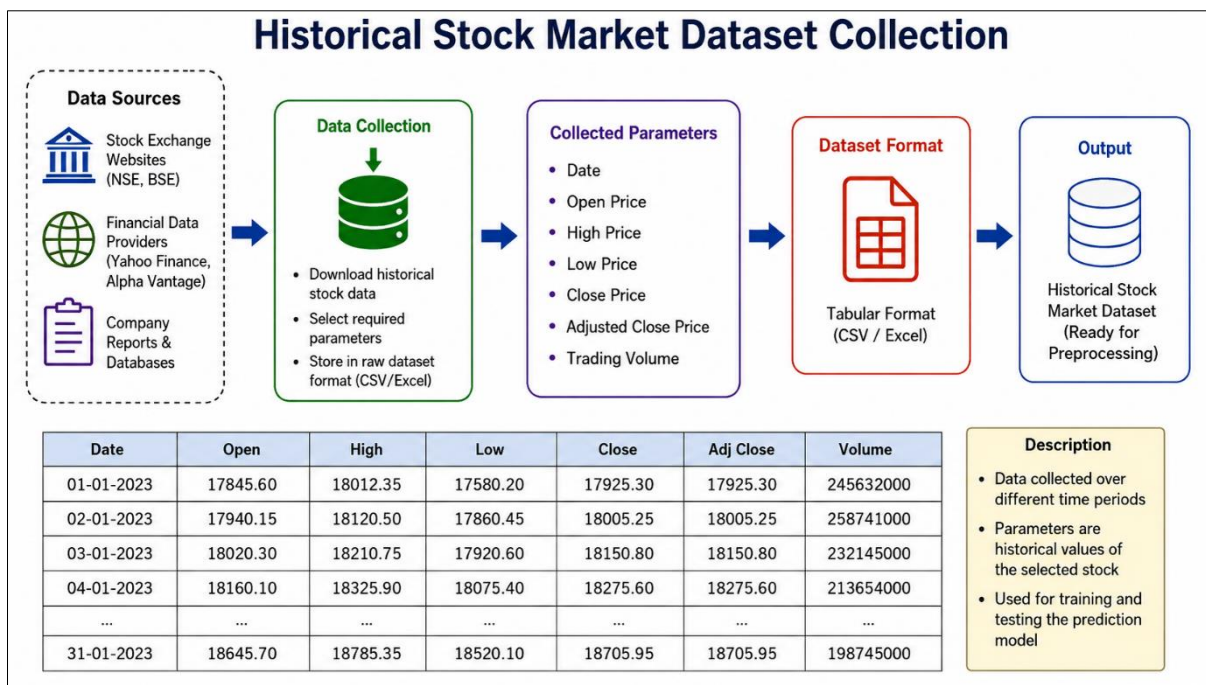 Historical Stock Market Dataset Collection
Data Sources
Stock Exchange
Websites
(NSE, BSE)
Financial Data
Providers
(Yahoo Finance,
Alpha Vantage)
Company
Reports &
Databases
Data Collection
• Download historical
stock data
• Select required
parameters
• Store in raw dataset
format (CSV/Excel)
Collected Parameters
• Date
• Open Price
• High Price
• Low Price
• Close Price
• Adjusted Close Price
• Trading Volume
Dataset Format
Tabular Format
(CSV / Excel)
Output
Historical Stock
Market Dataset
(Ready for
Preprocessing)
Date Open High Low Close Adj Close Volume
01-01-2023 17845.60 18012.35 17580.20 17925.30 17925.30 245632000
02-01-2023 17940.15 18120.50 17860.45 18005.25 18005.25 258741000
03-01-2023 18020.30 18210.75 17920.60 18150.80 18150.80 232145000
04-01-2023 18160.10 18325.90 18075.40 18275.60 18275.60 213654000
... ... ... ... ... ... ...
31-01-2023 18645.70 18785.35 18520.10 18705.95 18705.95 198745000
Description
• Data collected over
different time periods
• Parameters are
historical values of
the selected stock
• Used for training and
testing the prediction
model